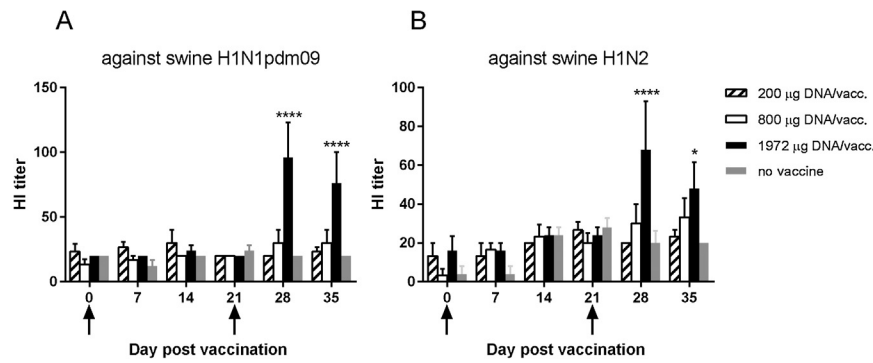 A
against swine H1N1pdm09
HI titer
150
100
50
0
****
****
0 7 14 21 28 35
Day post vaccination
B
against swine H1N2
HI titer
100
80
60
40
20
0
****
*
0 7 14 21 28 35
Day post vaccination
200 µg DNA/vacc.
800 µg DNA/vacc.
1972 µg DNA/vacc.
no vaccine